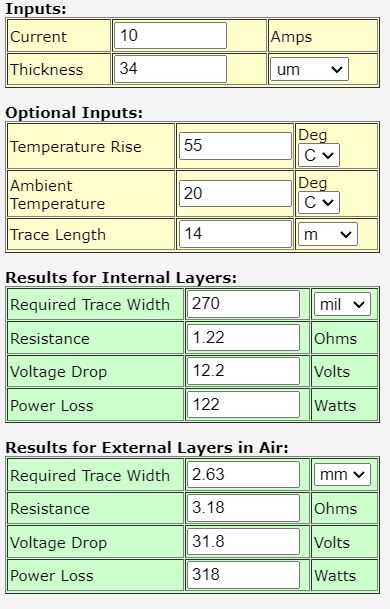 Inputs:
Current 10 Amps
Thickness 34 um
Optional Inputs:
Temperature Rise 55 Deg C
Ambient Temperature 20 Deg C
Trace Length 14 m
Results for Internal Layers:
Required Trace Width 270 mil
Resistance 1.22 Ohms
Voltage Drop 12.2 Volts
Power Loss 122 Watts
Results for External Layers in Air:
Required Trace Width 2.63 mm
Resistance 3.18 Ohms
Voltage Drop 31.8 Volts
Power Loss 318 Watts